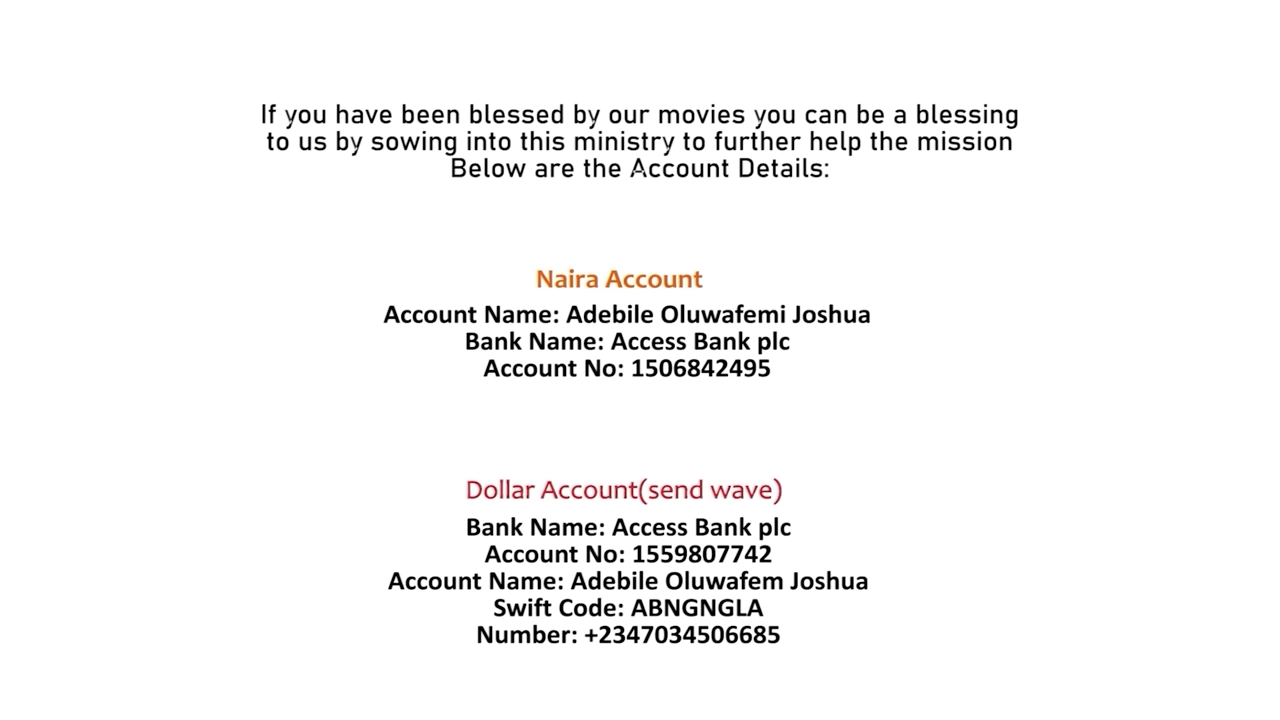 If you have been blessed by our movies you can be a blessing
to us by sowing into this ministry to further help the mission
Below are the Account Details:
Naira Account
Account Name: Adebile Oluwafemi Joshua
Bank Name: Access Bank plc
Account No: 1506842495
Dollar Account(send wave)
Bank Name: Access Bank plc
Account No: 1559807742
Account Name: Adebile Oluwafem Joshua
Swift Code: ABNGNGLA
Number: +2347034506685